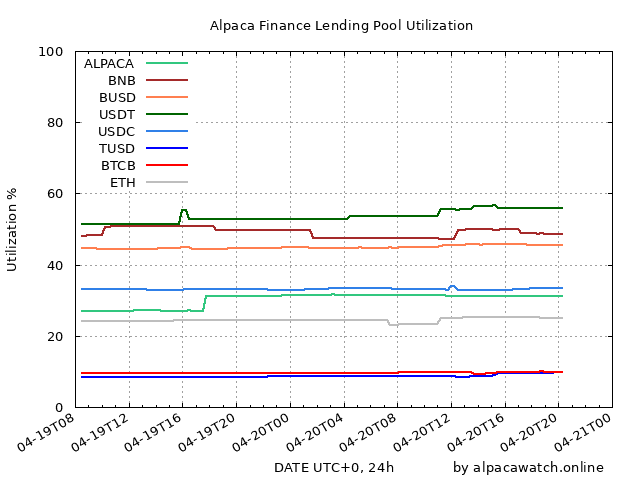 Alpaca Finance Lending Pool Utilization
100
80
60
40
20
0
Utilization %
ALPACA
BNB
BUSD
USDT
USDC
TUSD
BTCB
ETH
04-19T08
04-19T12
04-19T16
04-19T20
04-20T00
04-20T04
04-20T08
04-20T12
04-20T16
04-20T20
04-21T00
DATE UTC+0, 24h
by alpacawatch.online